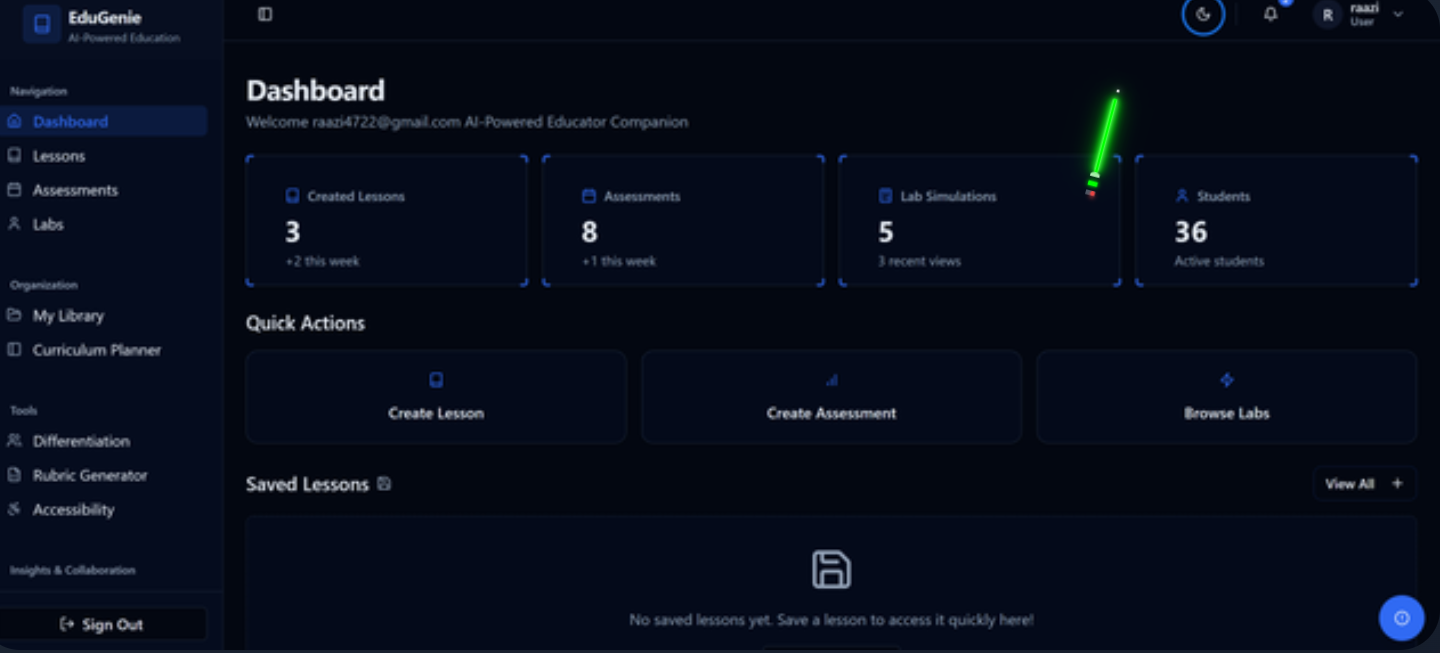 EduGenie
AI-Powered Education
Navigation
Dashboard
Lessons
Assessments
Labs
Organization
My Library
Curriculum Planner
Tools
Differentiation
Rubric Generator
Accessibility
Insights & Collaboration
Sign Out
R
raazi
User
Dashboard
Welcome raazi4722@gmail.com AI-Powered Educator Companion
Created Lessons
3
+2 this week
Assessments
8
+1 this week
Lab Simulations
5
3 recent views
Students
36
Active students
Quick Actions
Create Lesson
Create Assessment
Browse Labs
Saved Lessons
View All +
No saved lessons yet. Save a lesson to access it quickly here!